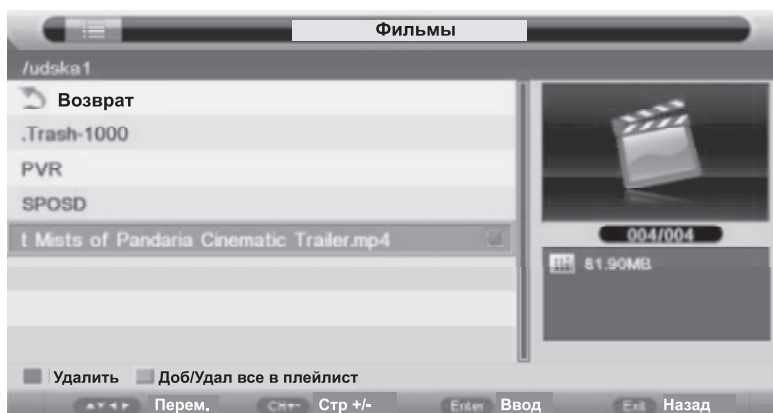 Фильмы
/udska1
Возврат
.Trash-1000
PVR
SPOSD
t Mists of Pandaria Cinematic Trailer.mp4
004/004
81.90MB
Удалить Доб/Удал все в плейлист
Перем. CH+- Стр +/- Enter Ввод Exit Назад